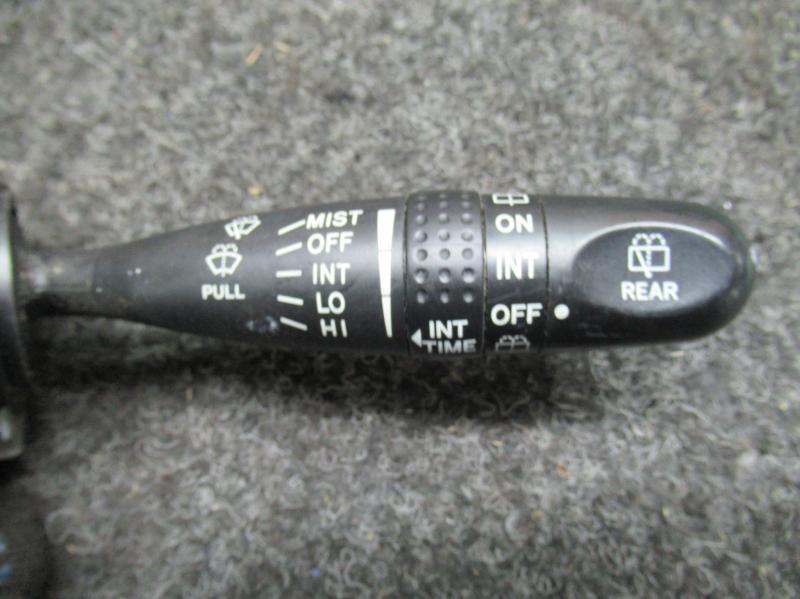 PULL
MIST
OFF
INT
LO
HI
INT
TIME
ON
INT
OFF
REAR